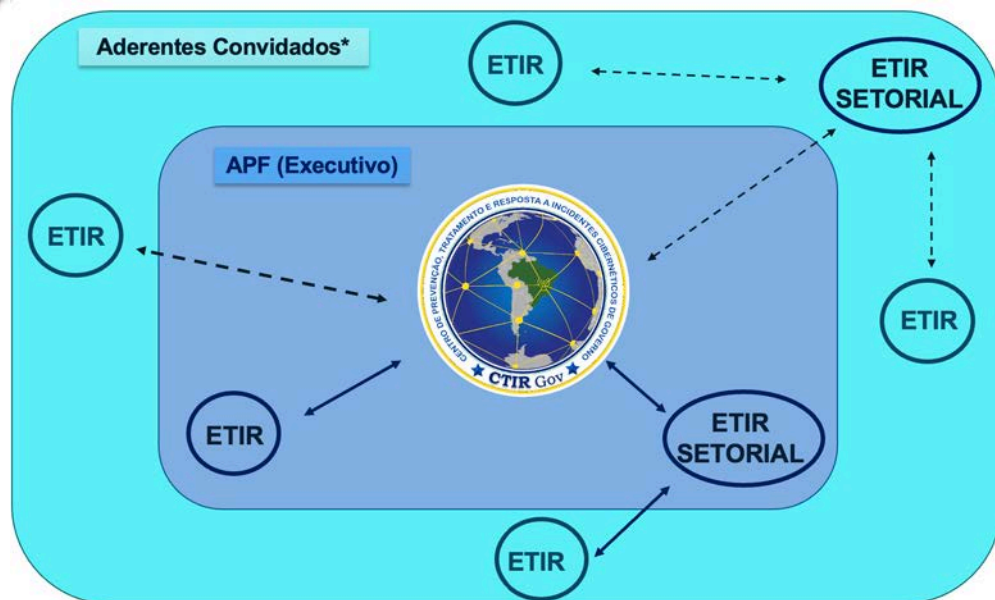 Aderentes Convidados*
ETIR
ETIR
SETORIAL
APF (Executivo)
ETIR
CENTRO DE PREVENÇÃO, TRATAMENTO E RESPOSTA A INCIDENTES CIBERNÉTICOS DE GOVERNO
CTIR Gov
ETIR
ETIR
ETIR
SETORIAL
ETIR